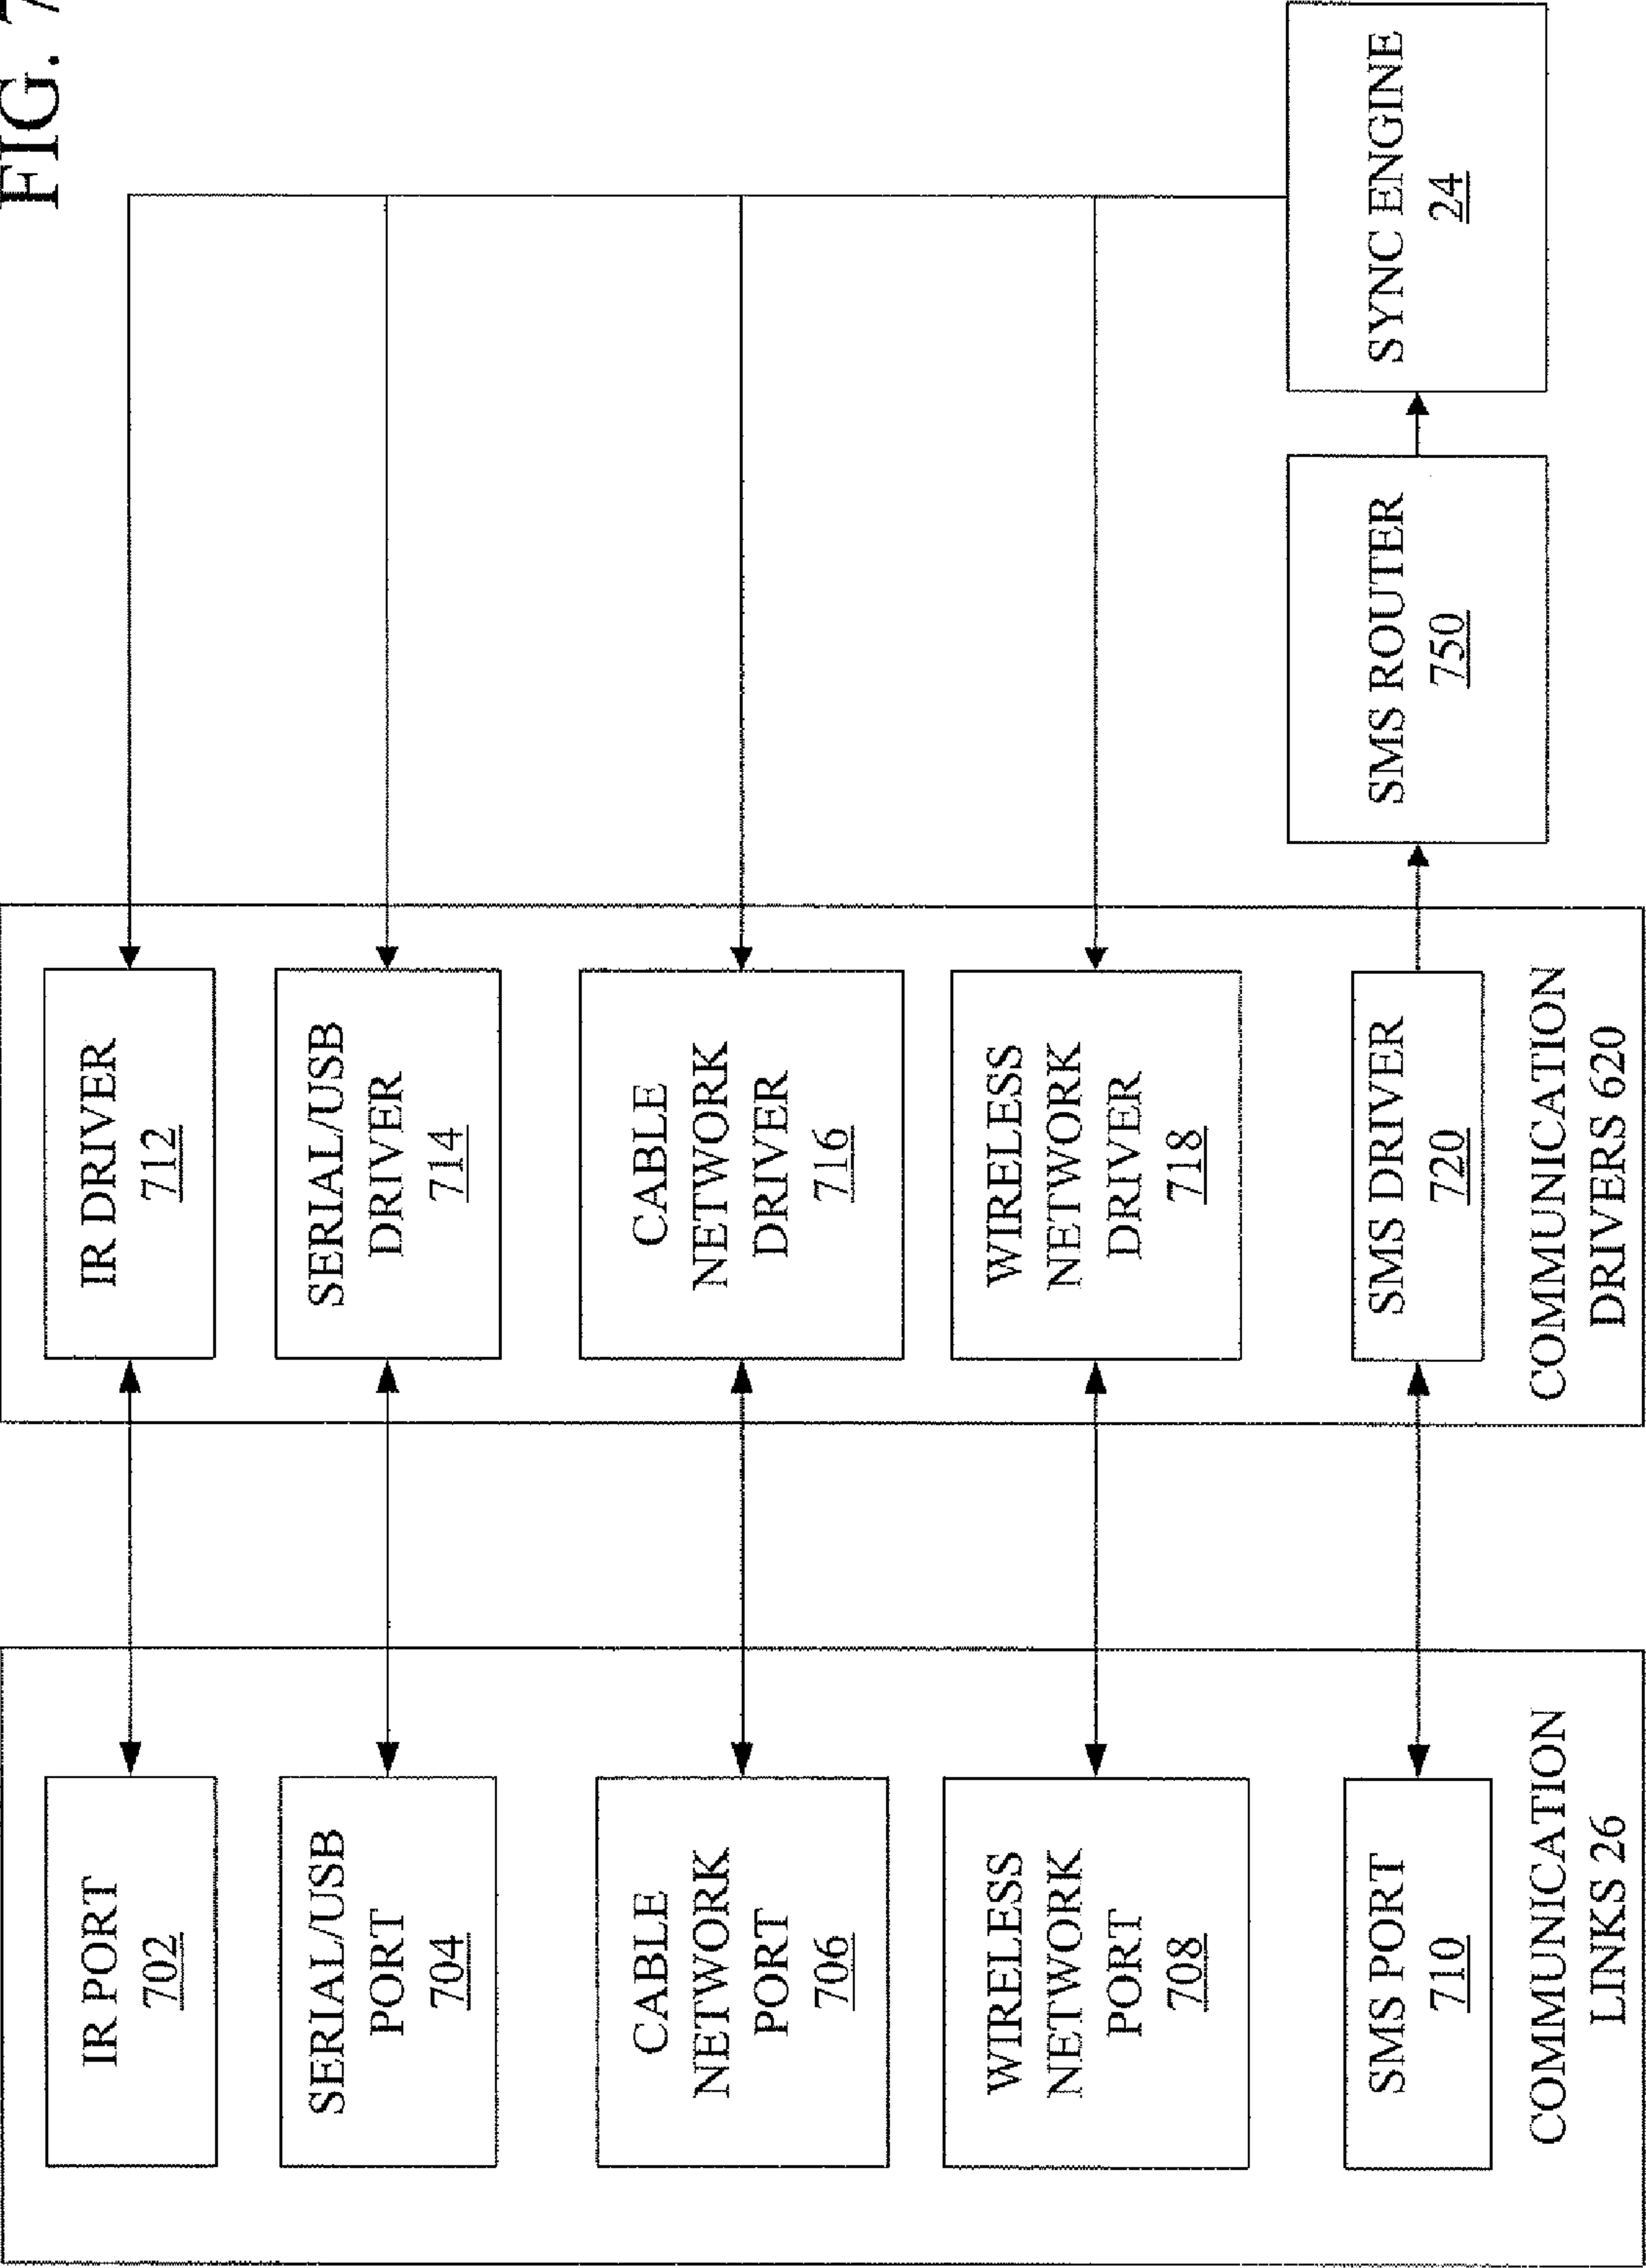 FIG. 7
IR PORT
702
SERIAL/USB
PORT
704
CABLE
NETWORK
PORT
706
WIRELESS
NETWORK
PORT
708
SMS PORT
710
COMMUNICATION
LINKS 26
IR DRIVER
712
SERIAL/USB
DRIVER
714
CABLE
NETWORK
DRIVER
716
WIRELESS
NETWORK
DRIVER
718
SMS DRIVER
720
COMMUNICATION
DRIVERS 620
SMS ROUTER
750
SYNC ENGINE
24